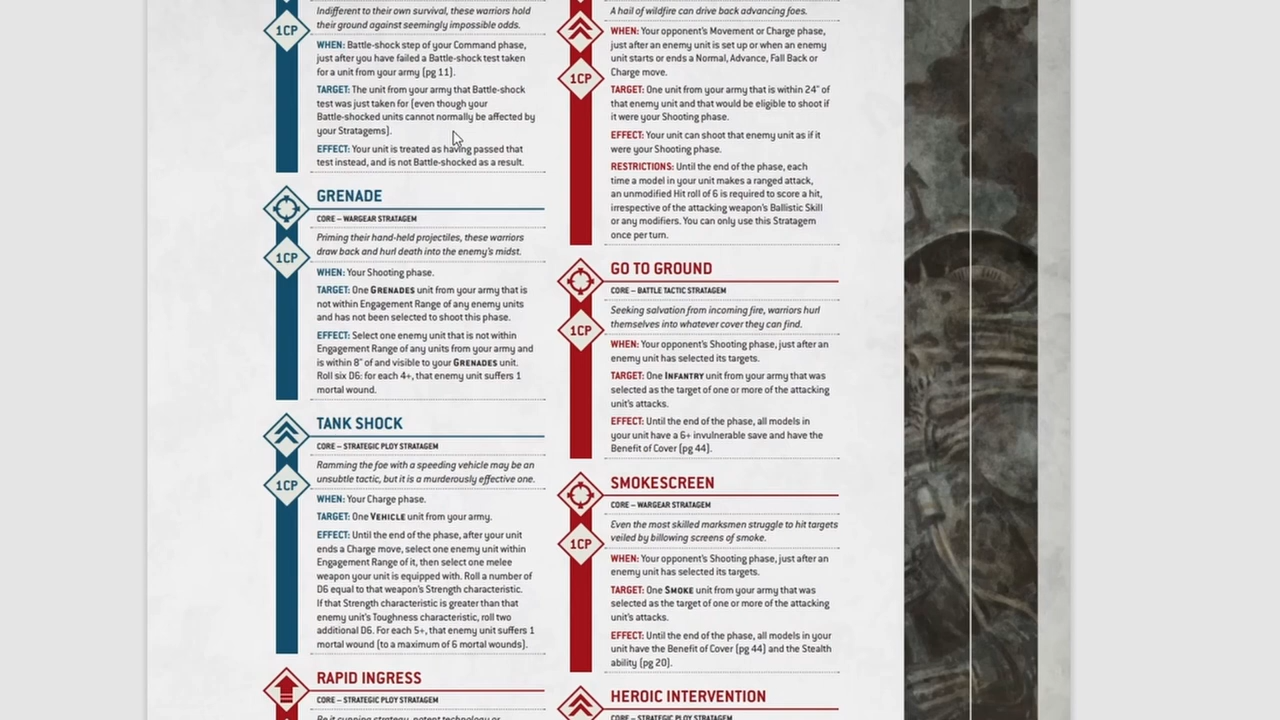 Indifferent to their own survival, these warriors hold
their ground against seemingly impossible odds.
1CP
WHEN: Battle-shock step of your Command phase,
just after you have failed a Battle-shock test taken
for a unit from your army (pg 11).
TARGET: The unit from your army that Battle-shock
test was just taken for (even though your
Battle-shocked units cannot normally be affected by
your Stratagems).
EFFECT: Your unit is treated as having passed that
test instead, and is not Battle-shocked as a result.
GRENADE
CORE – WARGEAR STRATAGEM
1CP
Priming their hand-held projectiles, these warriors
draw back and hurl death into the enemy's midst.
WHEN: Your Shooting phase.
TARGET: One GRENADES unit from your army that is
not within Engagement Range of any enemy units
and has not been selected to shoot this phase.
EFFECT: Select one enemy unit that is not within
Engagement Range of any units from your army and
is within 8" of and visible to your GRENADES unit.
Roll six D6: for each 4+, that enemy unit suffers 1
mortal wound.
TANK SHOCK
CORE – STRATEGIC PLOY STRATAGEM
1CP
Ramming the foe with a speeding vehicle may be an
unsubtle tactic, but it is a murderously effective one.
WHEN: Your Charge phase.
TARGET: One VEHICLE unit from your army.
EFFECT: Until the end of the phase, after your unit
ends a Charge move, select one enemy unit within
Engagement Range of it, then select one melee
weapon your unit is equipped with. Roll a number of
D6 equal to that weapon's Strength characteristic.
If that Strength characteristic is greater than that
enemy unit's Toughness characteristic, roll two
additional D6. For each 5+, that enemy unit suffers 1
mortal wound (to a maximum of 6 mortal wounds).
RAPID INGRESS
CORE – STRATEGIC PLOY STRATAGEM
Be it cunning strategy, potent technology or
A hail of wildfire can drive back advancing foes.
1CP
WHEN: Your opponent's Movement or Charge phase,
just after an enemy unit is set up or when an enemy
unit starts or ends a Normal, Advance, Fall Back or
Charge move.
TARGET: One unit from your army that is within 24" of
that enemy unit and that would be eligible to shoot if
it were your Shooting phase.
EFFECT: Your unit can shoot that enemy unit as if it
were your Shooting phase.
RESTRICTIONS: Until the end of the phase, each
time a model in your unit makes a ranged attack,
an unmodified Hit roll of 6 is required to score a hit,
irrespective of the attacking weapon's Ballistic Skill
or any modifiers. You can only use this Stratagem
once per turn.
GO TO GROUND
CORE – BATTLE TACTIC STRATAGEM
1CP
Seeking salvation from incoming fire, warriors hurl
themselves into whatever cover they can find.
WHEN: Your opponent's Shooting phase, just after an
enemy unit has selected its targets.
TARGET: One INFANTRY unit from your army that was
selected as the target of one or more of the attacking
unit's attacks.
EFFECT: Until the end of the phase, all models in
your unit have a 6+ invulnerable save and have the
Benefit of Cover (pg 44).
SMOKESCREEN
CORE – WARGEAR STRATAGEM
1CP
Even the most skilled marksmen struggle to hit targets
veiled by billowing screens of smoke.
WHEN: Your opponent's Shooting phase, just after an
enemy unit has selected its targets.
TARGET: One SMOKE unit from your army that was
selected as the target of one or more of the attacking
unit's attacks.
EFFECT: Until the end of the phase, all models in your
unit have the Benefit of Cover (pg 44) and the Stealth
ability (pg 20).
HEROIC INTERVENTION
CORE – STRATEGIC PLOY STRATAGEM